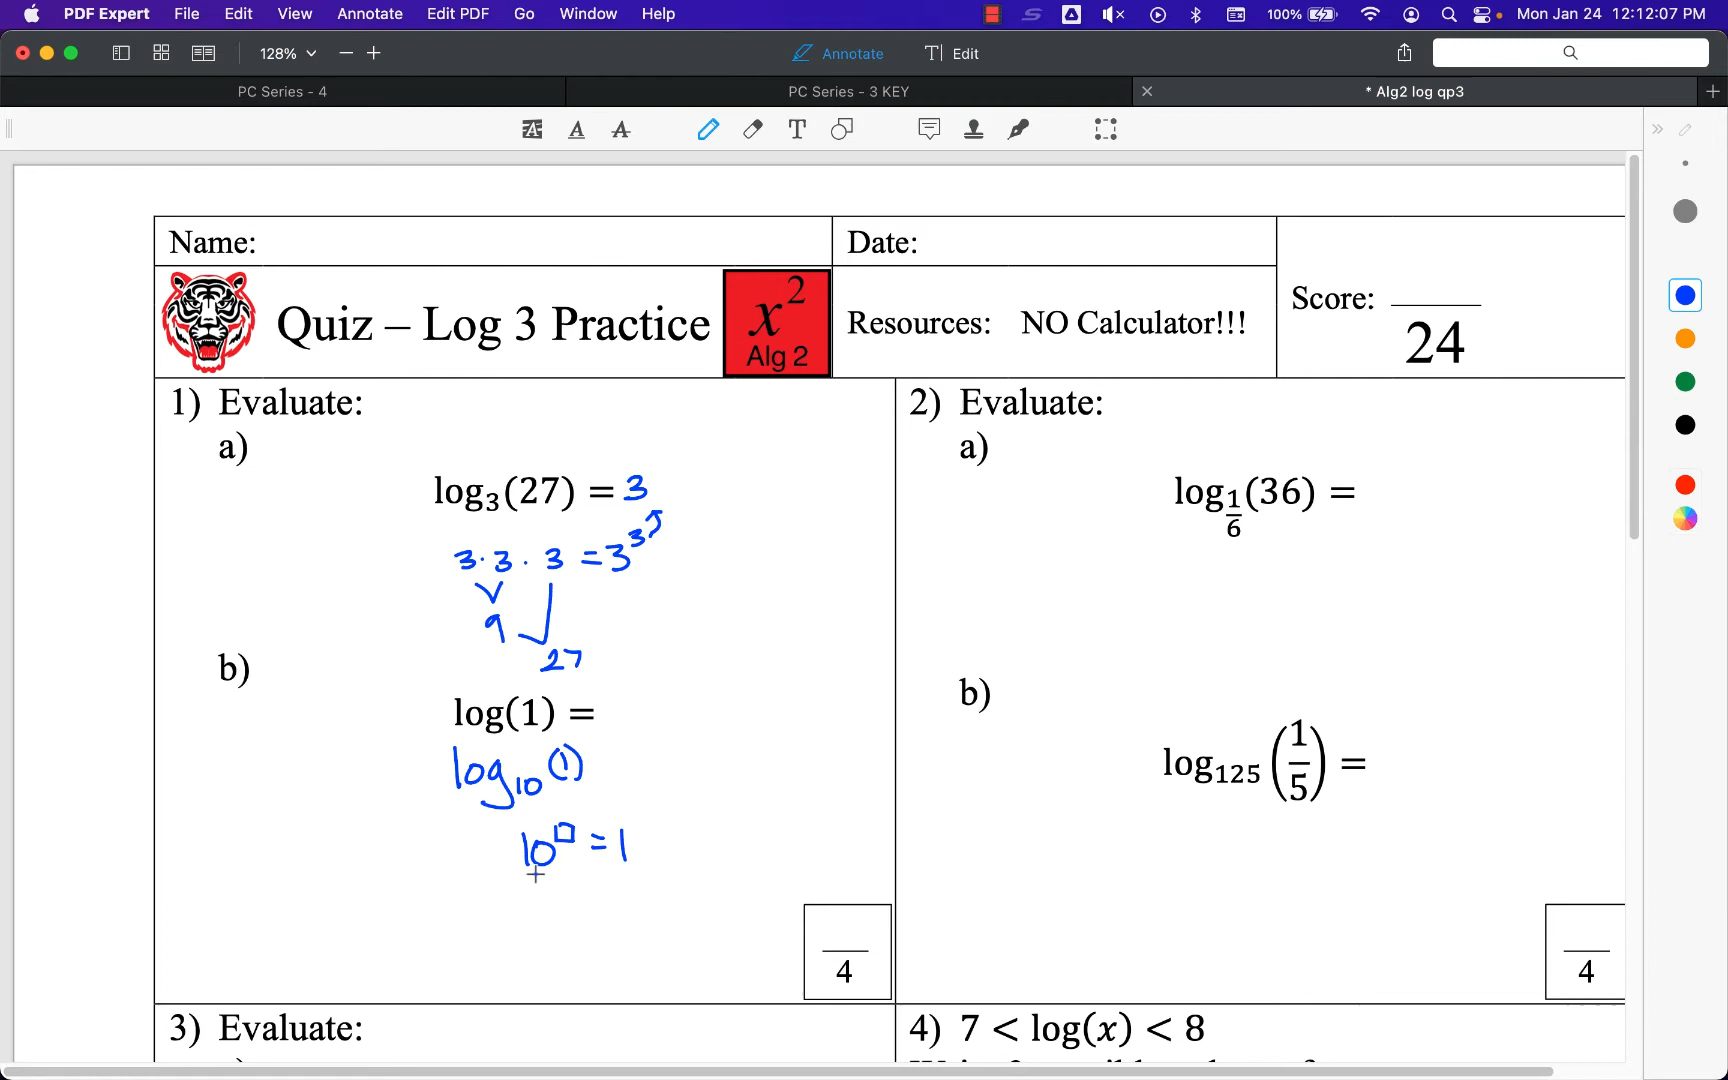 PDF Expert File Edit View Annotate Edit PDF Go Window Help 100% Mon Jan 24 12:12:07 PM
128% Annotate T Edit
PC Series - 4 PC Series - 3 KEY * Alg2 log qp3
Name: Date:
Score: 24
Quiz – Log 3 Practice x² Alg 2 Resources: NO Calculator!!!
1) Evaluate:
a)
log₃(27) = 3
3 · 3 · 3 = 3³
9
27
b)
log(1) =
log₁₀(1)
10^□ = 1
4
2) Evaluate:
a)
log_{1/6}(36) =
b)
log₁₂₅(1/5) =
4
3) Evaluate:
4) 7 < log(x) < 8